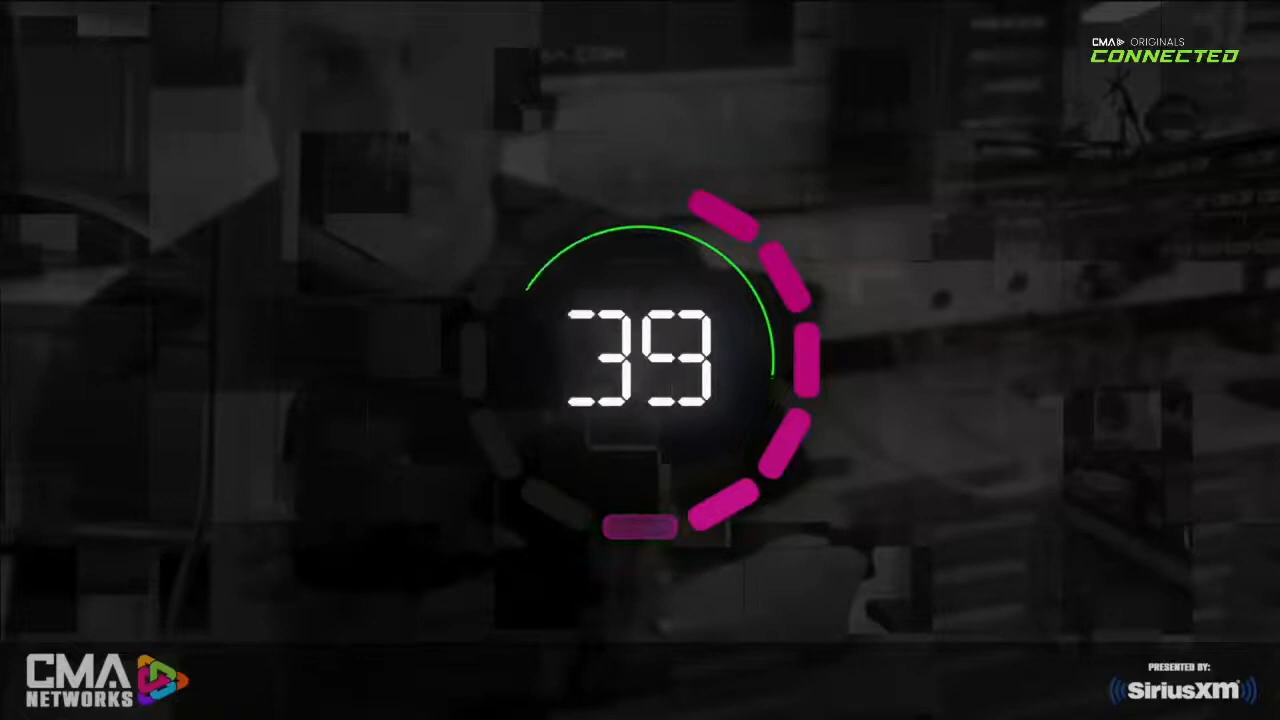 CMA ORIGINALS
CONNECTED
39
CMA
NETWORKS
PRESENTED BY:
SiriusXM